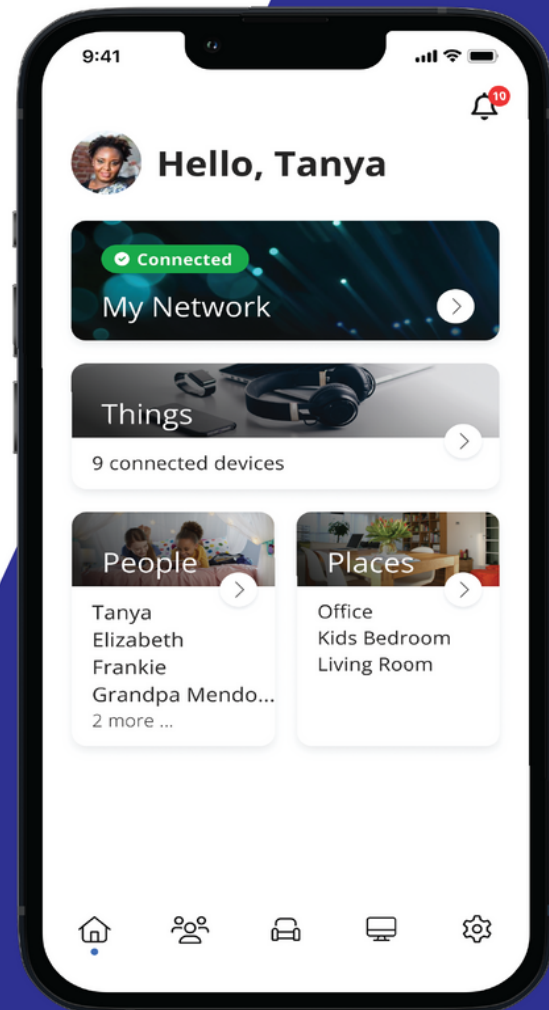 9:41
10
Hello, Tanya
Connected
My Network
Things
9 connected devices
People
Tanya
Elizabeth
Frankie
Grandpa Mendo...
2 more ...
Places
Office
Kids Bedroom
Living Room